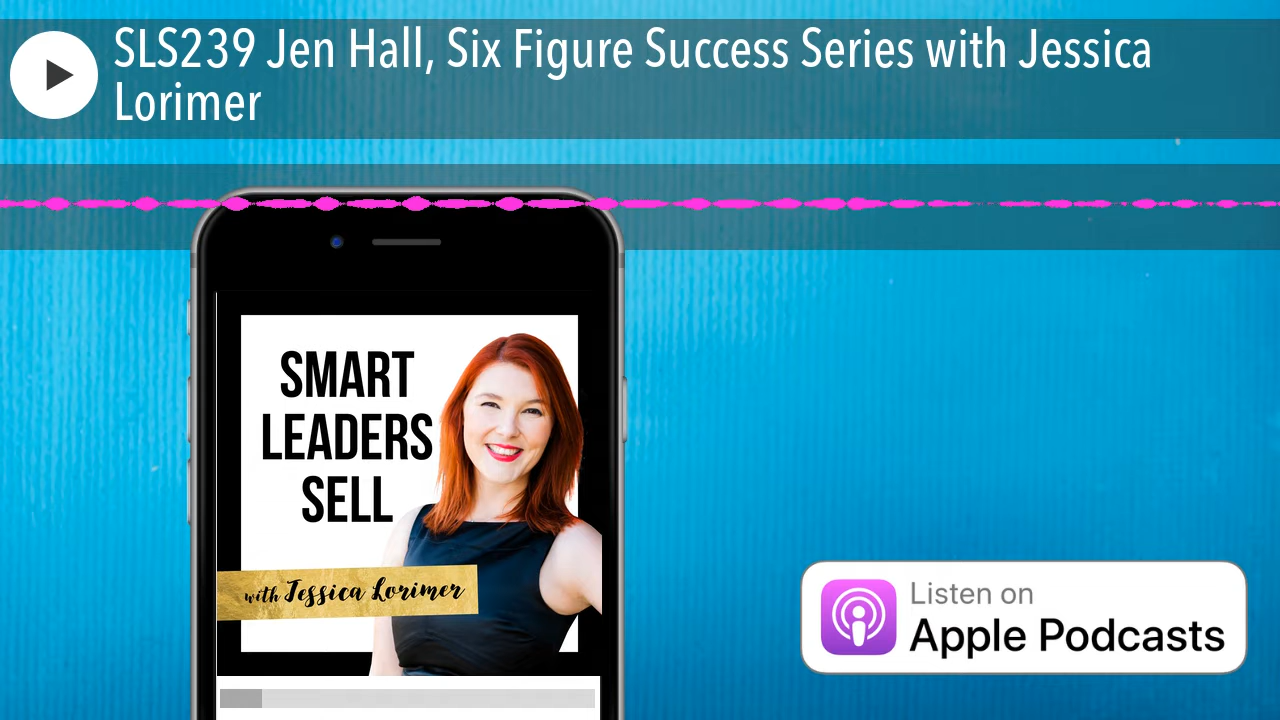 SLS239 Jen Hall, Six Figure Success Series with Jessica
Lorimer
SMART
LEADERS
SELL
with Jessica Lorimer
Listen on
Apple Podcasts